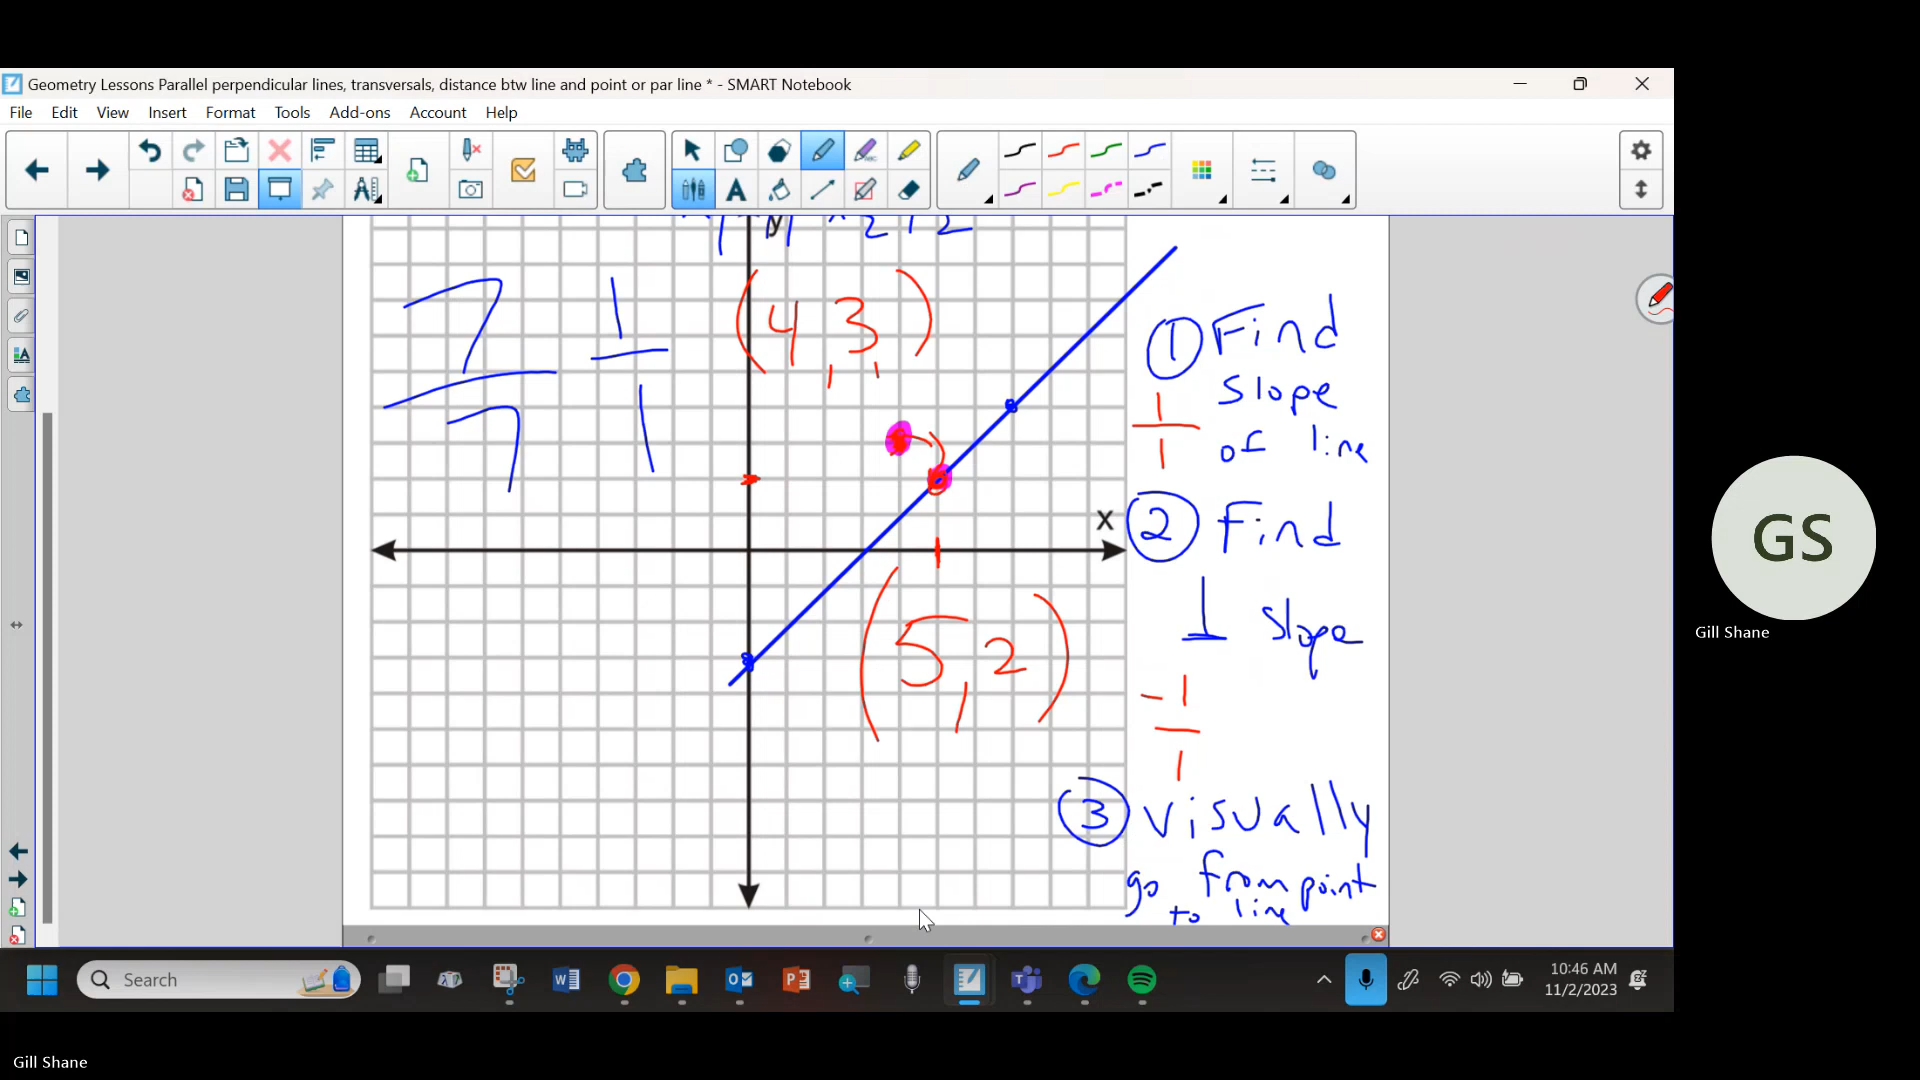 Geometry Lessons Parallel perpendicular lines, transversals, distance btw line and point or par line * - SMART Notebook
File Edit View Insert Format Tools Add-ons Account Help
7/7 1/1
(4,3,)
x
(5,2)
① Find
slope
of line
1/1
② Find
⊥ slope
-1/1
③ Visually
go from point
to line
GS
Gill Shane
Search
10:46 AM
11/2/2023
Gill Shane